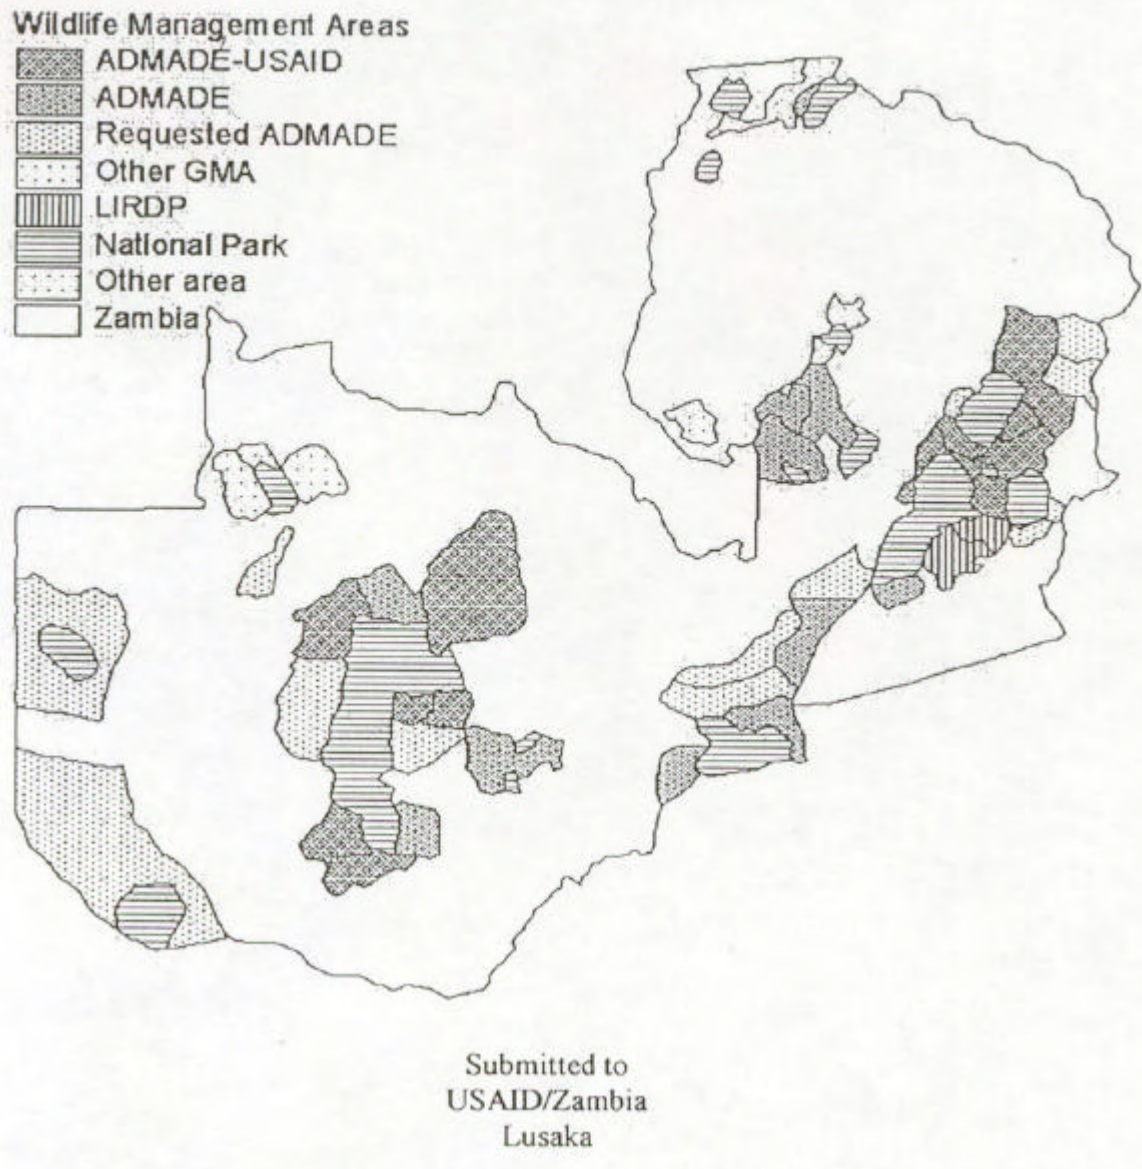 Wildlife Management Areas
ADMADE-USAID
ADMADE
Requested ADMADE
Other GMA
LIRDP
National Park
Other area
Zambia
Submitted to
USAID/Zambia
Lusaka